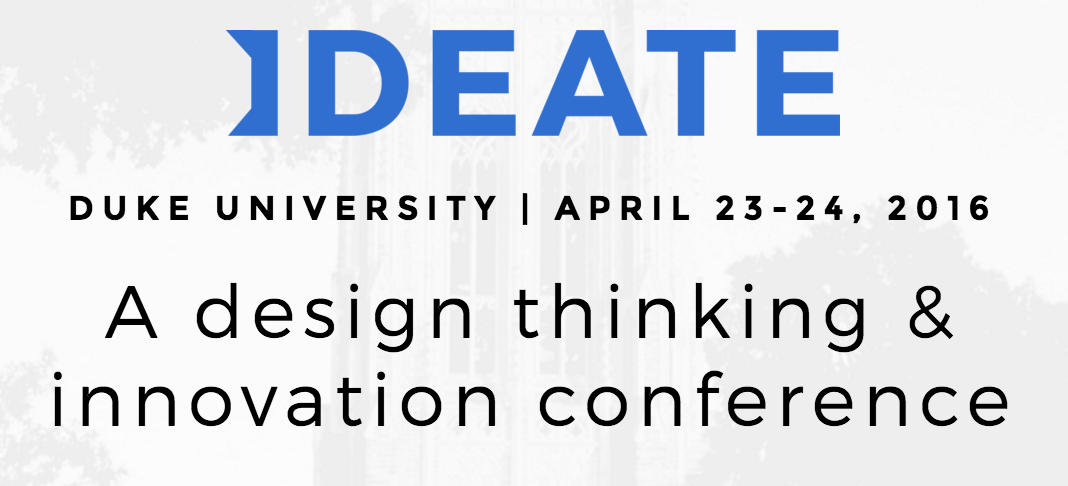 IDEATE
DUKE UNIVERSITY | APRIL 23-24, 2016
A design thinking &
innovation conference